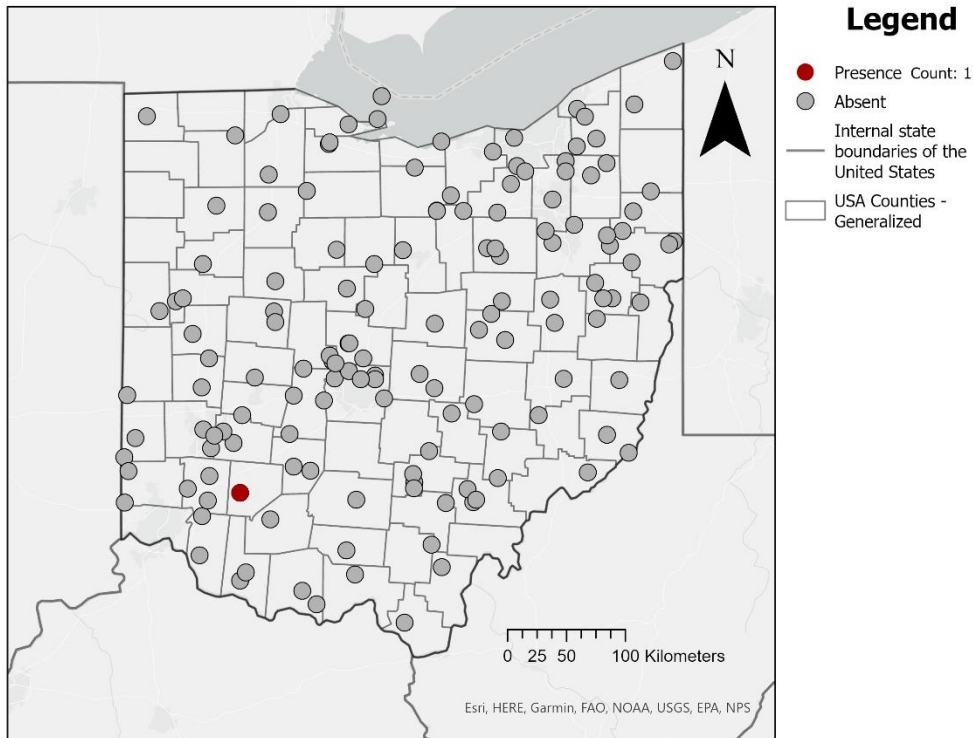 Legend
Presence Count: 1
Absent
Internal state
boundaries of the
United States
USA Counties -
Generalized
N
0 25 50 100 Kilometers
Esri, HERE, Garmin, FAO, NOAA, USGS, EPA, NPS